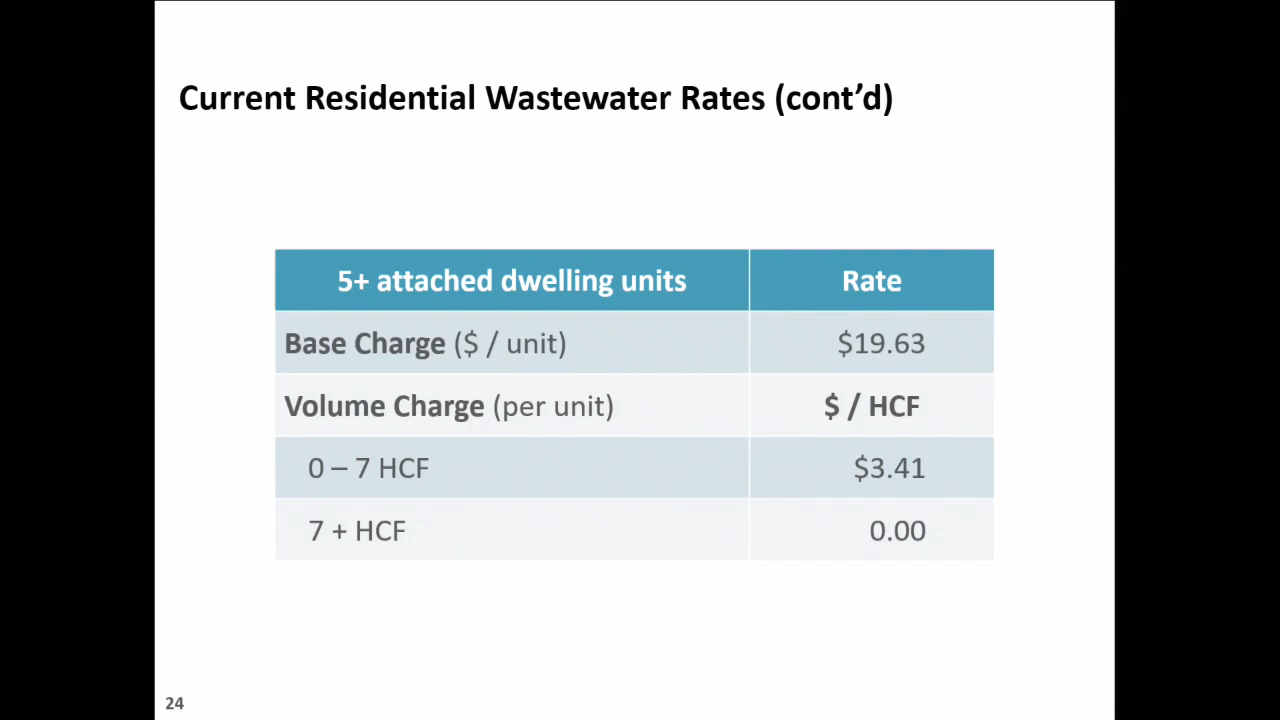 Current Residential Wastewater Rates (cont’d)
5+ attached dwelling units Rate
Base Charge ($ / unit) $19.63
Volume Charge (per unit) $ / HCF
0 – 7 HCF $3.41
7 + HCF 0.00
24